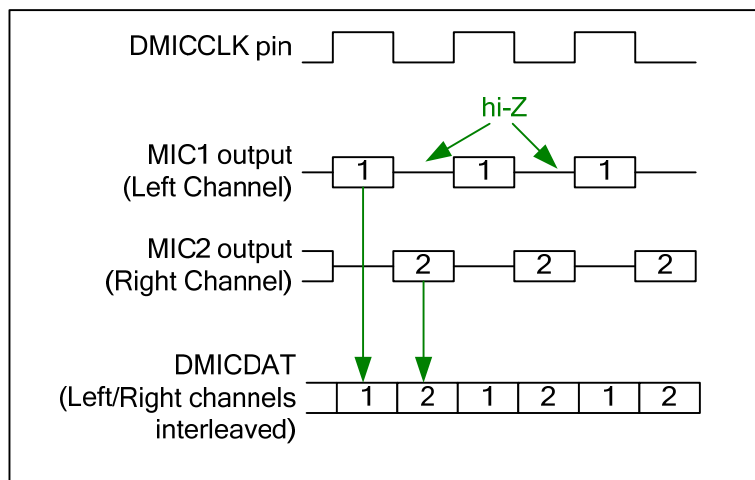 DMICCLK pin
hi-Z
MIC1 output
(Left Channel)
1 1 1
MIC2 output
(Right Channel)
2 2 2
DMICDAT
(Left/Right channels
interleaved)
1 2 1 2 1 2